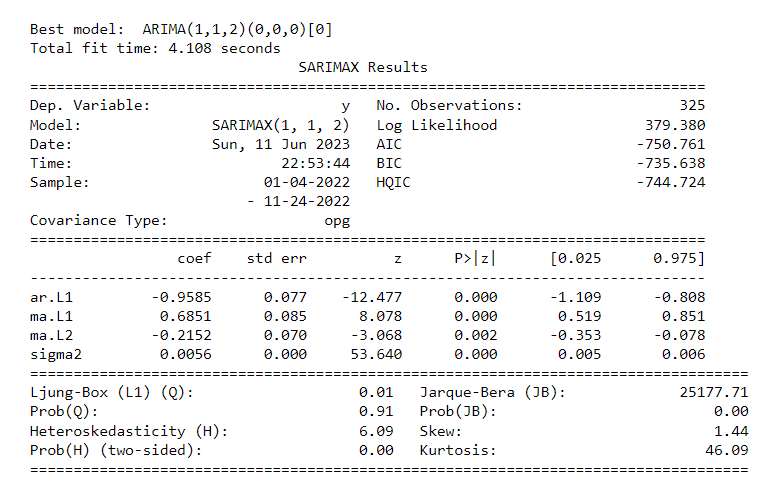 Best model:  ARIMA(1,1,2)(0,0,0)[0]
Total fit time: 4.108 seconds
                               SARIMAX Results
==============================================================================
Dep. Variable:                      y   No. Observations:                  325
Model:               SARIMAX(1, 1, 2)   Log Likelihood                 379.380
Date:                Sun, 11 Jun 2023   AIC                           -750.761
Time:                        22:53:44   BIC                           -735.638
Sample:                    01-04-2022   HQIC                          -744.724
                         - 11-24-2022
Covariance Type:                  opg
==============================================================================
                 coef    std err          z      P>|z|      [0.025      0.975]
------------------------------------------------------------------------------
ar.L1         -0.9585      0.077    -12.477      0.000      -1.109      -0.808
ma.L1          0.6851      0.085      8.078      0.000       0.519       0.851
ma.L2         -0.2152      0.070     -3.068      0.002      -0.353      -0.078
sigma2         0.0056      0.000     53.640      0.000       0.005       0.006
===================================================================================
Ljung-Box (L1) (Q):                   0.01   Jarque-Bera (JB):             25177.71
Prob(Q):                              0.91   Prob(JB):                         0.00
Heteroskedasticity (H):               6.09   Skew:                             1.44
Prob(H) (two-sided):                  0.00   Kurtosis:                        46.09
===================================================================================